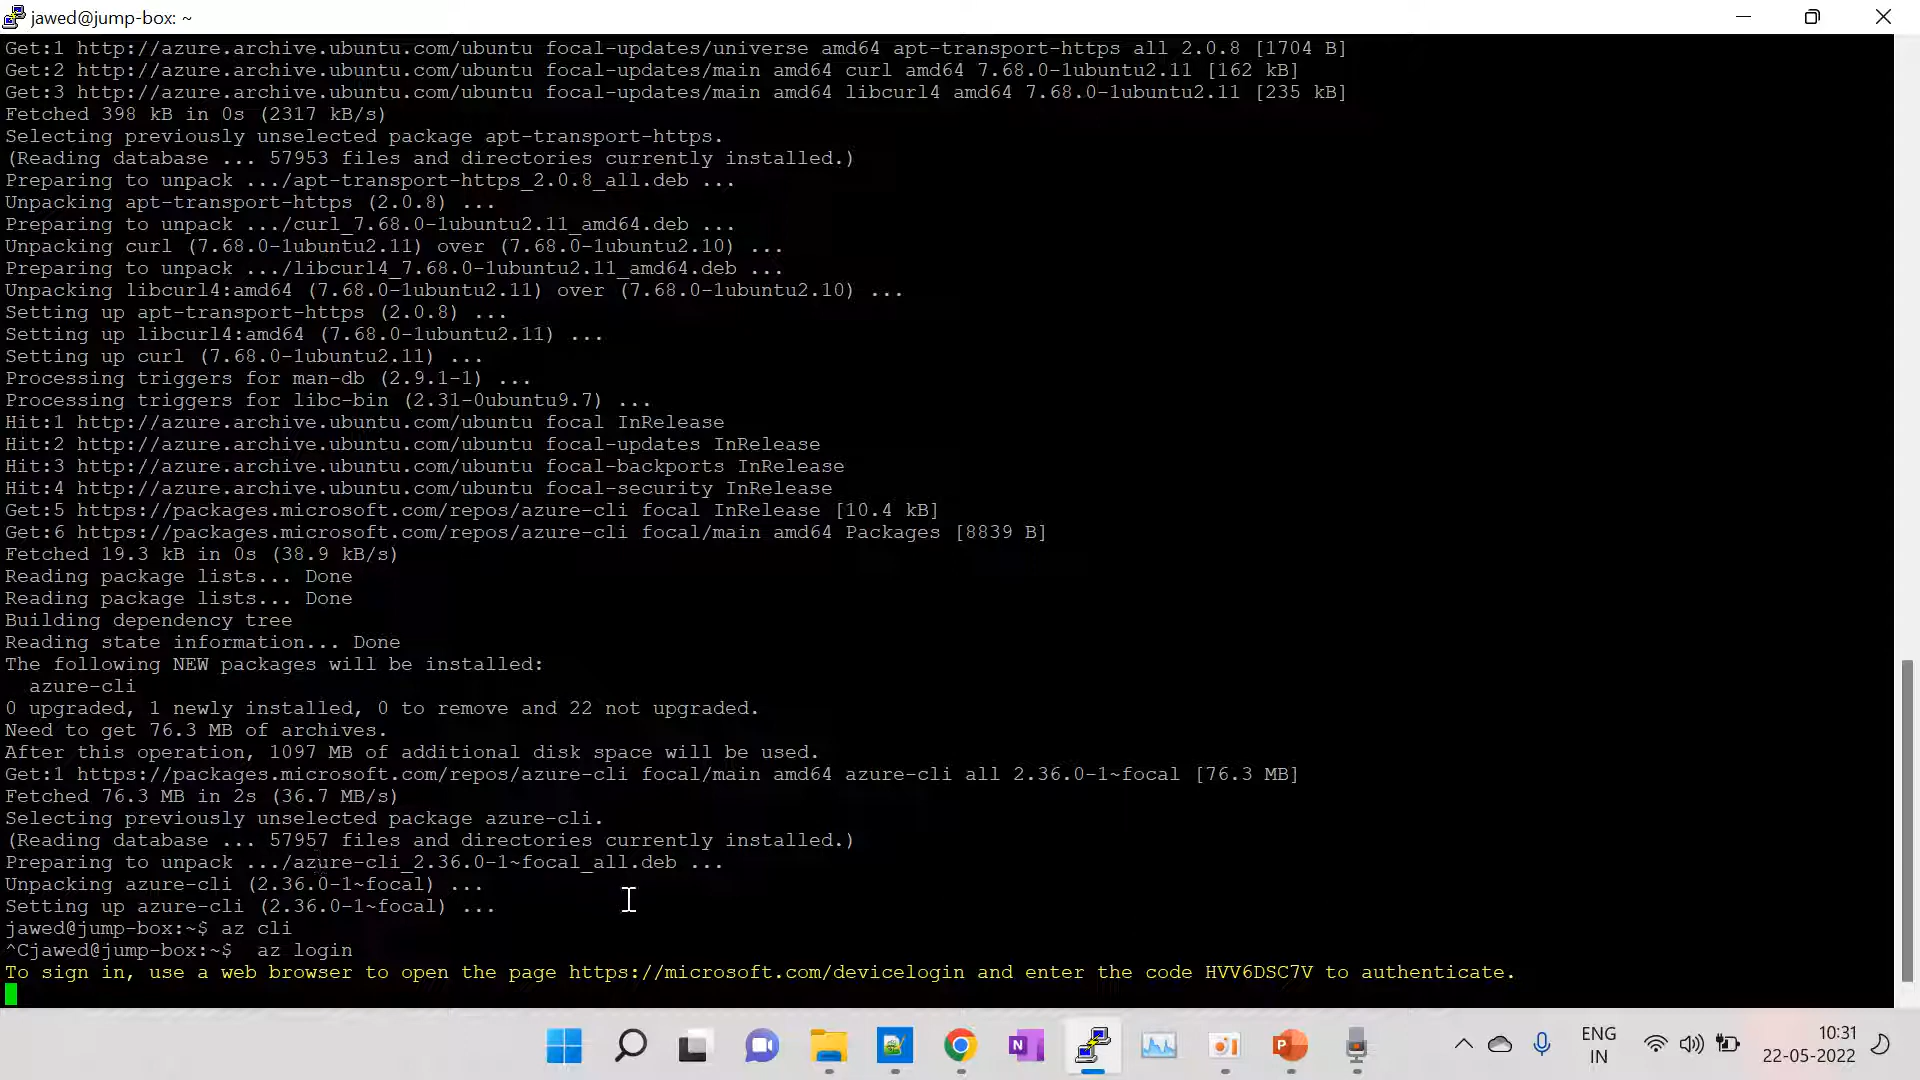 jawed@jump-box: ~
Get:1 http://azure.archive.ubuntu.com/ubuntu focal-updates/universe amd64 apt-transport-https all 2.0.8 [1704 B]
Get:2 http://azure.archive.ubuntu.com/ubuntu focal-updates/main amd64 curl amd64 7.68.0-1ubuntu2.11 [162 kB]
Get:3 http://azure.archive.ubuntu.com/ubuntu focal-updates/main amd64 libcurl4 amd64 7.68.0-1ubuntu2.11 [235 kB]
Fetched 398 kB in 0s (2317 kB/s)
Selecting previously unselected package apt-transport-https.
(Reading database ... 57953 files and directories currently installed.)
Preparing to unpack .../apt-transport-https_2.0.8_all.deb ...
Unpacking apt-transport-https (2.0.8) ...
Preparing to unpack .../curl_7.68.0-1ubuntu2.11_amd64.deb ...
Unpacking curl (7.68.0-1ubuntu2.11) over (7.68.0-1ubuntu2.10) ...
Preparing to unpack .../libcurl4_7.68.0-1ubuntu2.11_amd64.deb ...
Unpacking libcurl4:amd64 (7.68.0-1ubuntu2.11) over (7.68.0-1ubuntu2.10) ...
Setting up apt-transport-https (2.0.8) ...
Setting up libcurl4:amd64 (7.68.0-1ubuntu2.11) ...
Setting up curl (7.68.0-1ubuntu2.11) ...
Processing triggers for man-db (2.9.1-1) ...
Processing triggers for libc-bin (2.31-0ubuntu9.7) ...
Hit:1 http://azure.archive.ubuntu.com/ubuntu focal InRelease
Hit:2 http://azure.archive.ubuntu.com/ubuntu focal-updates InRelease
Hit:3 http://azure.archive.ubuntu.com/ubuntu focal-backports InRelease
Hit:4 http://azure.archive.ubuntu.com/ubuntu focal-security InRelease
Get:5 https://packages.microsoft.com/repos/azure-cli focal InRelease [10.4 kB]
Get:6 https://packages.microsoft.com/repos/azure-cli focal/main amd64 Packages [8839 B]
Fetched 19.3 kB in 0s (38.9 kB/s)
Reading package lists... Done
Reading package lists... Done
Building dependency tree
Reading state information... Done
The following NEW packages will be installed:
azure-cli
0 upgraded, 1 newly installed, 0 to remove and 22 not upgraded.
Need to get 76.3 MB of archives.
After this operation, 1097 MB of additional disk space will be used.
Get:1 https://packages.microsoft.com/repos/azure-cli focal/main amd64 azure-cli all 2.36.0-1~focal [76.3 MB]
Fetched 76.3 MB in 2s (36.7 MB/s)
Selecting previously unselected package azure-cli.
(Reading database ... 57957 files and directories currently installed.)
Preparing to unpack .../azure-cli_2.36.0-1~focal_all.deb ...
Unpacking azure-cli (2.36.0-1~focal) ...
Setting up azure-cli (2.36.0-1~focal) ...
jawed@jump-box:~$ az cli
^Cjawed@jump-box:~$  az login
To sign in, use a web browser to open the page https://microsoft.com/devicelogin and enter the code HVV6DSC7V to authenticate.
N
P
ENG
IN
10:31
22-05-2022